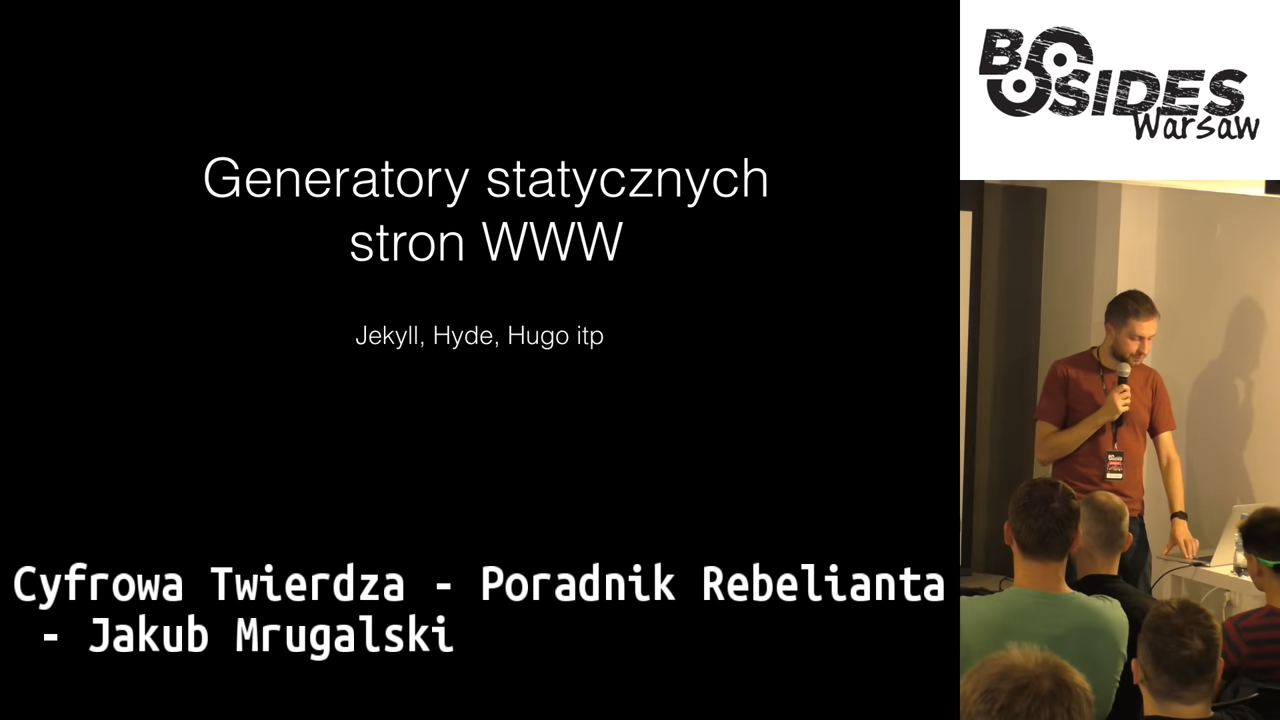 Generatory statycznych
stron WWW
Jekyll, Hyde, Hugo itp
Cyfrowa Twierdza - Poradnik Rebelianta
- Jakub Mrugalski
BSIDES
Warsaw